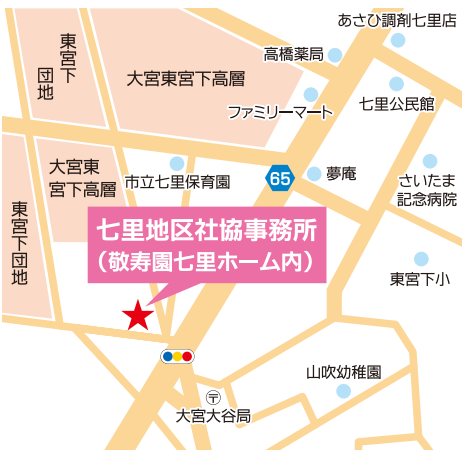 あさひ調剤七里店
高橋薬局
東宮下
団地
大宮東宮下高層
ファミリーマート
七里公民館
大宮東
宮下高層
市立七里保育園
65
夢庵
さいたま
記念病院
東宮下団地
七里地区社協事務所
（敬寿園七里ホーム内）
東宮下小
山吹幼稚園
〒
大宮大谷局